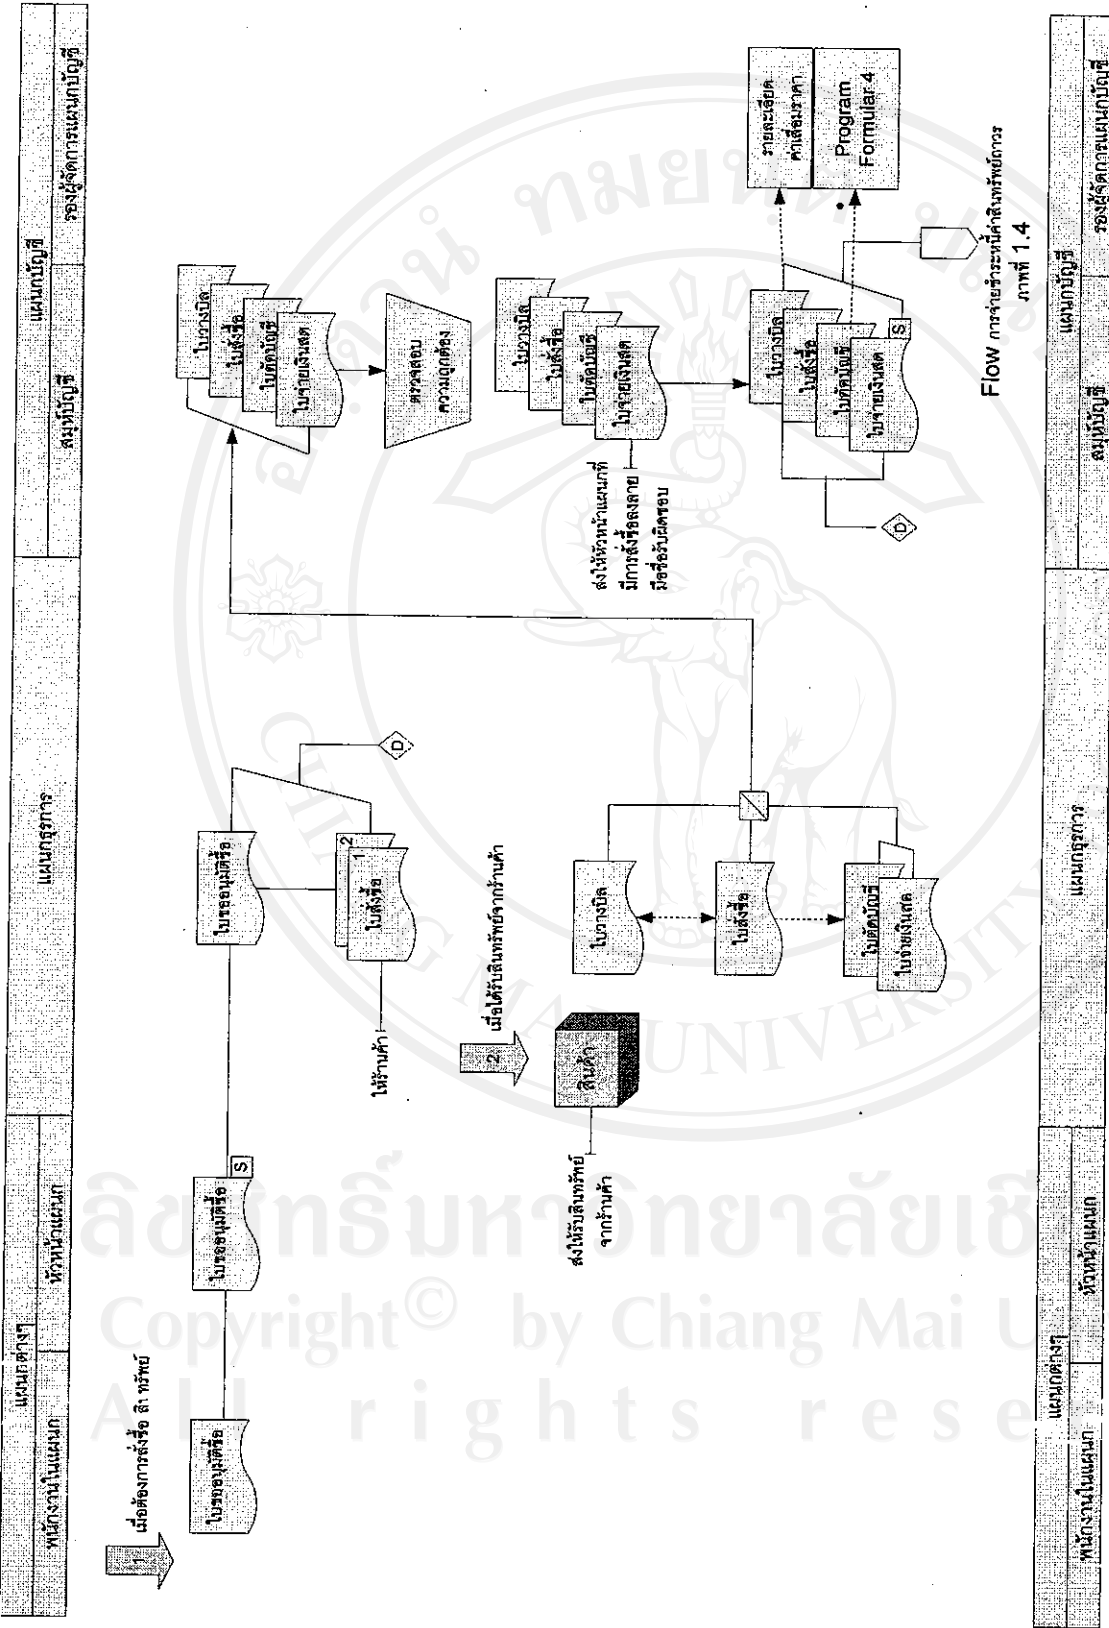 แผนกต่างๆ
แผนกธุรการ
แผนกบัญชี
พนักงานในแผนก
หัวหน้าแผนก
สมุห์บัญชี
รองผู้จัดการแผนกบัญชี
1
เมื่อต้องการสั่งซื้อ สินทรัพย์
ใบขออนุมัติซื้อ
ใบขออนุมัติซื้อ
S
ใบขออนุมัติซื้อ
2
1
ใบสั่งซื้อ
ให้ร้านค้า
D
ใบวางบิล
ใบสั่งซื้อ
ใบตัดบัญชี
ใบจ่ายเงินสด
ตรวจสอบ
ความถูกต้อง
2
เมื่อได้รับสินทรัพย์จากร้านค้า
สินค้า
ส่งให้รับสินทรัพย์
จากร้านค้า
ใบวางบิล
ใบสั่งซื้อ
ใบตัดบัญชี
ใบจ่ายเงินสด
ใบวางบิล
ใบสั่งซื้อ
ใบตัดบัญชี
ใบจ่ายเงินสด
ส่งให้หัวหน้าแผนกที่
มีการสั่งซื้อลงลาย
มือชื่อรับผิดชอบ
ใบวางบิล
ใบสั่งซื้อ
ใบตัดบัญชี
ใบจ่ายเงินสด
S
D
รายละเอียด
ค่าเสื่อมราคา
Program
Formular 4
Flow การจ่ายชำระหนี้ค่าสินทรัพย์ถาวร
ภาพที่ 1.4
แผนกต่างๆ
แผนกธุรการ
แผนกบัญชี
พนักงานในแผนก
หัวหน้าแผนก
สมุห์บัญชี
รองผู้จัดการแผนกบัญชี
CHIANG MAI UNIVERSITY
ลิขสิทธิ์มหาวิทยาลัยเชี
Copyright© by Chiang Mai U
All rights rese